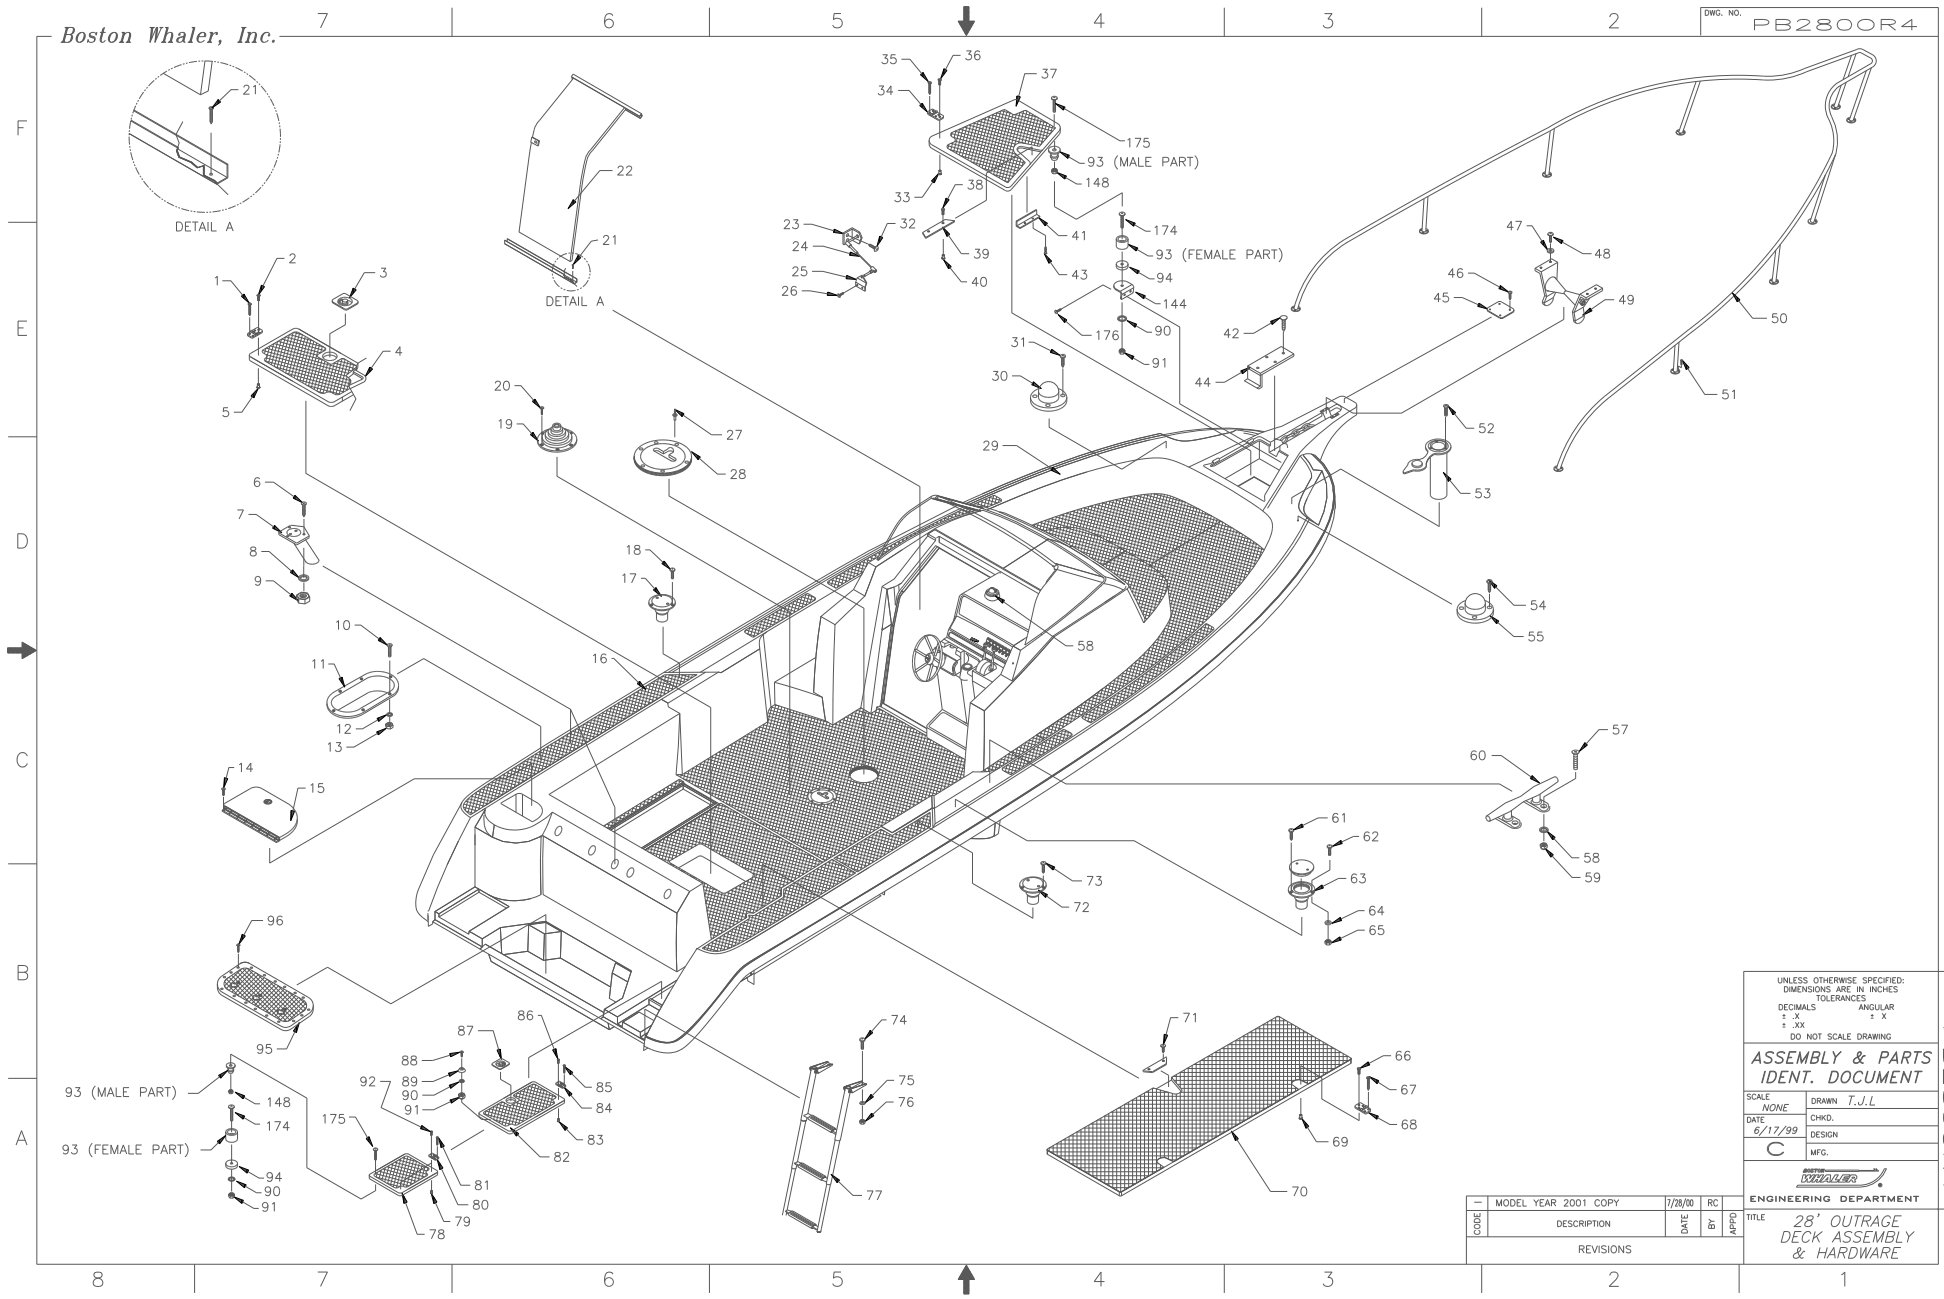 7 6 5 4 3 2
DWG. NO.
PB2800R4
Boston Whaler, Inc.
F
E
D
C
B
A
21
DETAIL A
22
21
DETAIL A
35
36
34
37
175
93 (MALE PART)
33
38
148
23
32
24
39
41
25
40
43
26
174
93 (FEMALE PART)
94
144
90
176
91
47
48
46
45
49
50
51
42
44
1
2
3
4
5
20
19
27
28
31
30
29
52
53
6
7
8
9
18
17
58
54
55
10
11
12
13
16
14
15
57
60
58
59
61
62
63
64
65
73
72
96
95
93 (MALE PART)
148
174
93 (FEMALE PART)
94
90
91
86
87
88
89
90
91
92
85
84
83
82
175
81
80
79
78
74
75
76
77
71
66
67
68
69
70
UNLESS OTHERWISE SPECIFIED:
DIMENSIONS ARE IN INCHES
TOLERANCES
DECIMALS ANGULAR
± .X ± X
± .XX
DO NOT SCALE DRAWING
ASSEMBLY & PARTS
IDENT. DOCUMENT
SCALE
NONE
DRAWN T.J.L
DATE
6/17/99
CHKD.
DESIGN
C
MFG.
BOSTON
WHALER
ENGINEERING DEPARTMENT
TITLE
28' OUTRAGE
DECK ASSEMBLY
& HARDWARE
MODEL YEAR 2001 COPY 7/28/00 RC
CODE DESCRIPTION DATE BY APPD
REVISIONS
8 7 6 5 4 3 2 1